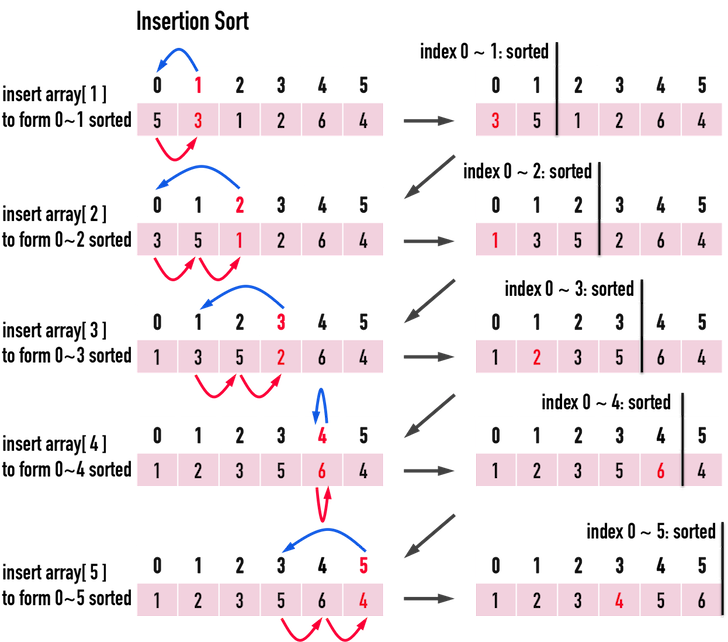 Insertion Sort
index 0 ~ 1: sorted
0 1 2 3 4 5
0 1 2 3 4 5
insert array[ 1 ]
to form 0~1 sorted
5 3 1 2 6 4
3 5 1 2 6 4
index 0 ~ 2: sorted
0 1 2 3 4 5
0 1 2 3 4 5
insert array[ 2 ]
to form 0~2 sorted
3 5 1 2 6 4
1 3 5 2 6 4
index 0 ~ 3: sorted
0 1 2 3 4 5
0 1 2 3 4 5
insert array[ 3 ]
to form 0~3 sorted
1 3 5 2 6 4
1 2 3 5 6 4
index 0 ~ 4: sorted
0 1 2 3 4 5
0 1 2 3 4 5
insert array[ 4 ]
to form 0~4 sorted
1 2 3 5 6 4
1 2 3 5 6 4
index 0 ~ 5: sorted
0 1 2 3 4 5
0 1 2 3 4 5
insert array[ 5 ]
to form 0~5 sorted
1 2 3 5 6 4
1 2 3 4 5 6